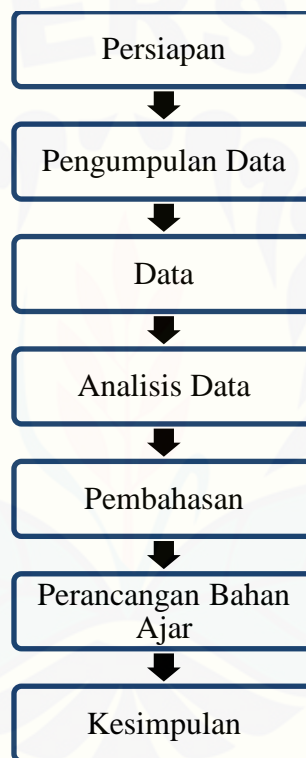 Persiapan
Pengumpulan Data
Data
Analisis Data
Pembahasan
Perancangan Bahan
Ajar
Kesimpulan